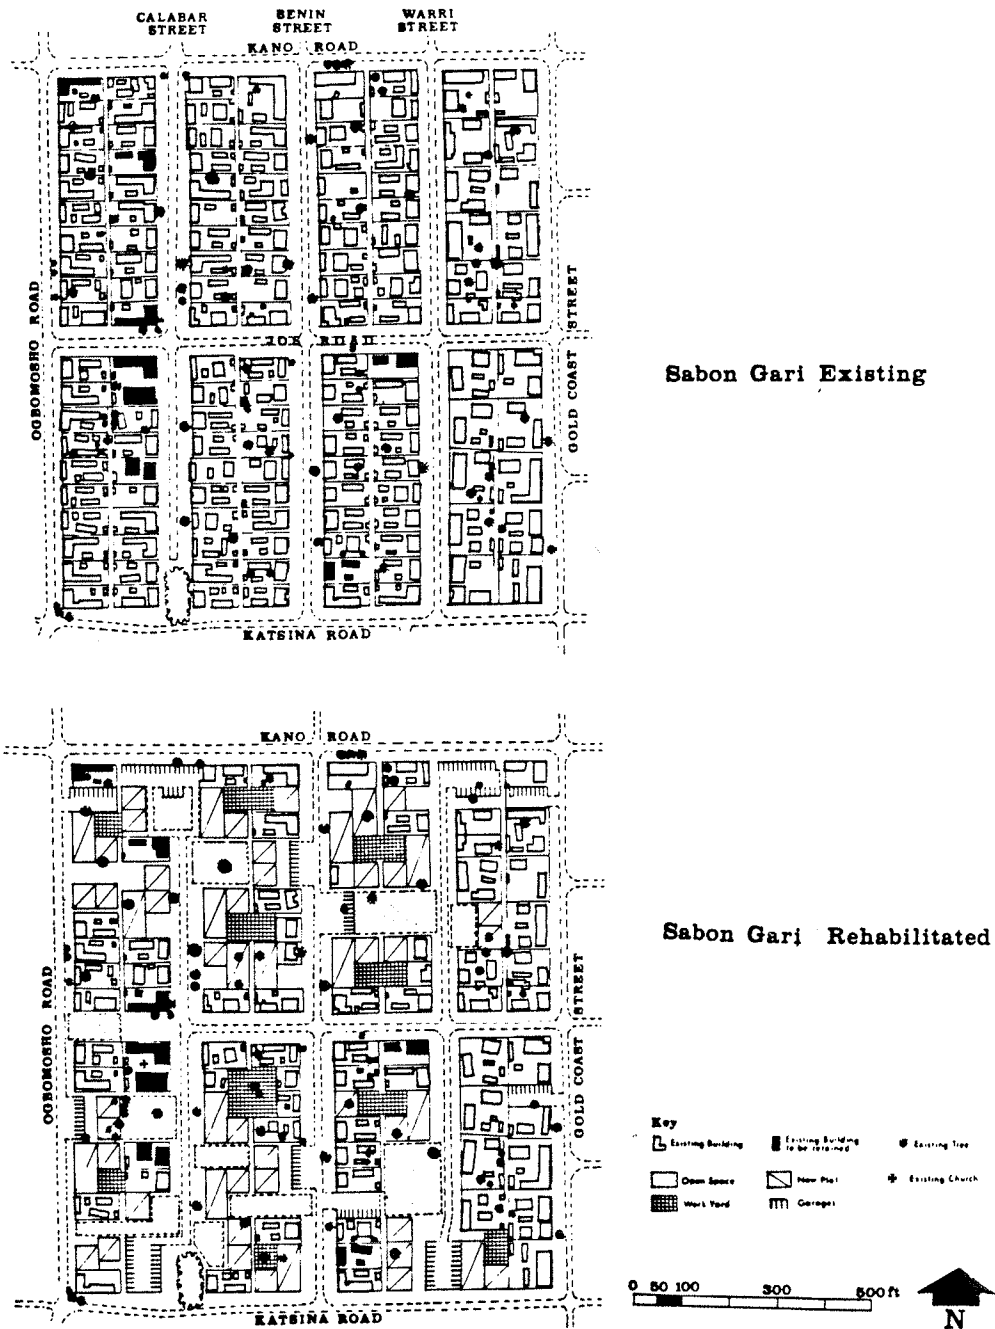 CALABAR
STREET
BENIN
STREET
WARRI
STREET
KANO ROAD
OGBOMOSHO ROAD
GOLD COAST STREET
KATSINA ROAD
Sabon Gari Existing
KANO ROAD
OGBOMOSHO ROAD
GOLD COAST STREET
KATSINA ROAD
Sabon Gari Rehabilitated
Key
Existing Building
Existing Building
to be retained
Existing Tree
Open Space
New Plot
Existing Church
Work Yard
Garages
0 50 100 300 500 ft
N